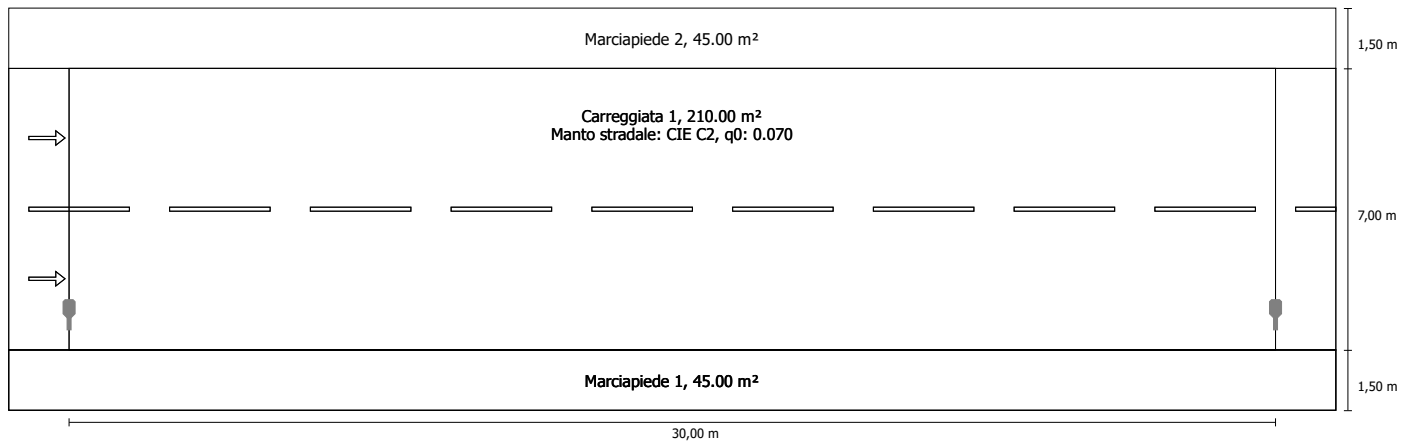 Marciapiede 2, 45.00 m²
1,50 m
Carreggiata 1, 210.00 m²
Manto stradale: CIE C2, q0: 0.070
7,00 m
Marciapiede 1, 45.00 m²
1,50 m
30,00 m